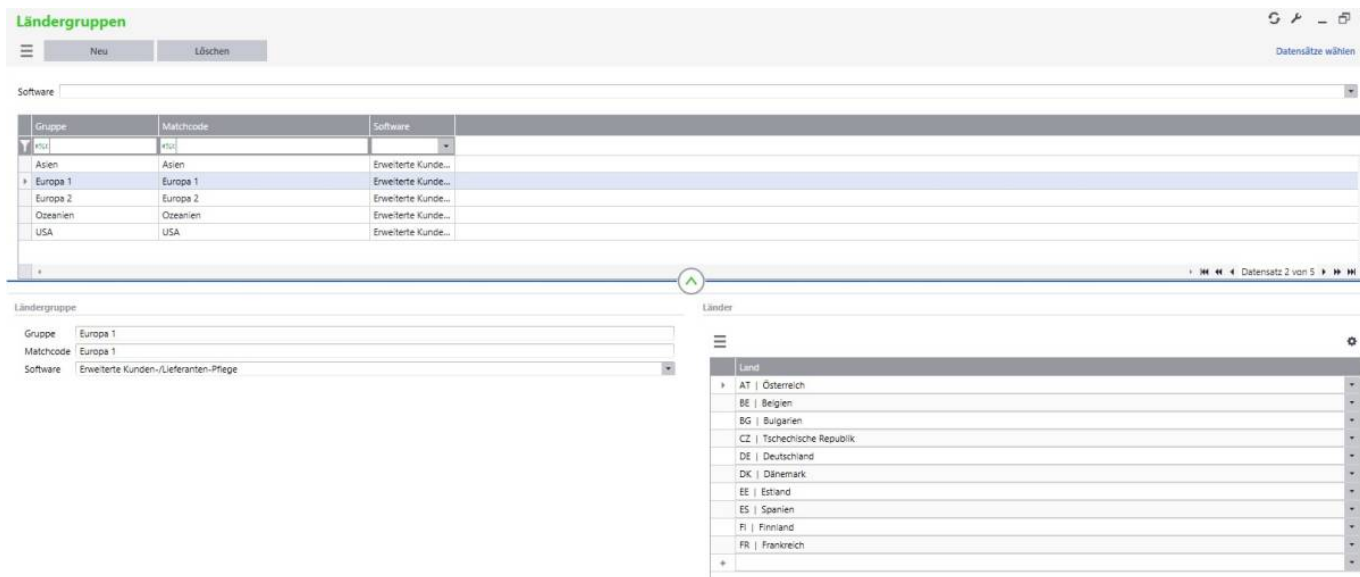 Ländergruppen
Neu Löschen Datensätze wählen
Software
Gruppe Matchcode Software
Asien Asien Erweiterte Kunde...
Europa 1 Europa 1 Erweiterte Kunde...
Europa 2 Europa 2 Erweiterte Kunde...
Ozeanien Ozeanien Erweiterte Kunde...
USA USA Erweiterte Kunde...
Datensatz 2 von 5
Ländergruppe
Gruppe Europa 1
Matchcode Europa 1
Software Erweiterte Kunden-/Lieferanten-Pflege
Länder
Land
AT | Österreich
BE | Belgien
BG | Bulgarien
CZ | Tschechische Republik
DE | Deutschland
DK | Dänemark
EE | Estland
ES | Spanien
FI | Finnland
FR | Frankreich